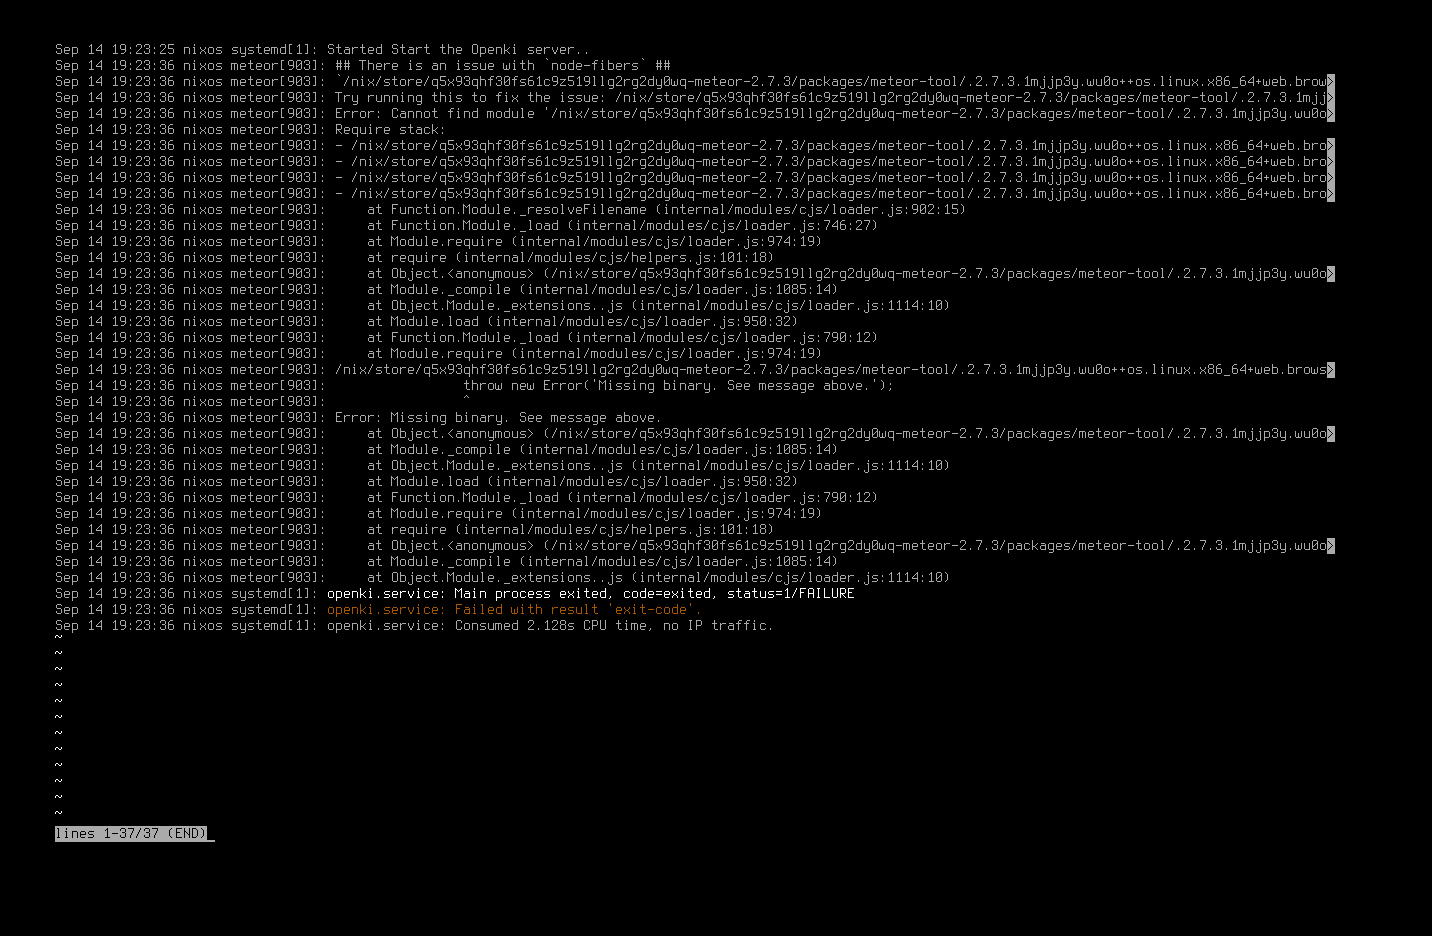 Sep 14 19:23:25 nixos systemd[1]: Started Start the Openki server..
Sep 14 19:23:36 nixos meteor[903]: ## There is an issue with `node-fibers` ##
Sep 14 19:23:36 nixos meteor[903]: `/nix/store/q5x93qhf30fs61c9z519llg2rg2dy0wq-meteor-2.7.3/packages/meteor-tool/.2.7.3.1mjjp3y.wu0o++os.linux.x86_64+web.brow>
Sep 14 19:23:36 nixos meteor[903]: Try running this to fix the issue: /nix/store/q5x93qhf30fs61c9z519llg2rg2dy0wq-meteor-2.7.3/packages/meteor-tool/.2.7.3.1mjj>
Sep 14 19:23:36 nixos meteor[903]: Error: Cannot find module '/nix/store/q5x93qhf30fs61c9z519llg2rg2dy0wq-meteor-2.7.3/packages/meteor-tool/.2.7.3.1mjjp3y.wu0o>
Sep 14 19:23:36 nixos meteor[903]: Require stack:
Sep 14 19:23:36 nixos meteor[903]: - /nix/store/q5x93qhf30fs61c9z519llg2rg2dy0wq-meteor-2.7.3/packages/meteor-tool/.2.7.3.1mjjp3y.wu0o++os.linux.x86_64+web.bro>
Sep 14 19:23:36 nixos meteor[903]: - /nix/store/q5x93qhf30fs61c9z519llg2rg2dy0wq-meteor-2.7.3/packages/meteor-tool/.2.7.3.1mjjp3y.wu0o++os.linux.x86_64+web.bro>
Sep 14 19:23:36 nixos meteor[903]: - /nix/store/q5x93qhf30fs61c9z519llg2rg2dy0wq-meteor-2.7.3/packages/meteor-tool/.2.7.3.1mjjp3y.wu0o++os.linux.x86_64+web.bro>
Sep 14 19:23:36 nixos meteor[903]: - /nix/store/q5x93qhf30fs61c9z519llg2rg2dy0wq-meteor-2.7.3/packages/meteor-tool/.2.7.3.1mjjp3y.wu0o++os.linux.x86_64+web.bro>
Sep 14 19:23:36 nixos meteor[903]:     at Function.Module._resolveFilename (internal/modules/cjs/loader.js:902:15)
Sep 14 19:23:36 nixos meteor[903]:     at Function.Module._load (internal/modules/cjs/loader.js:746:27)
Sep 14 19:23:36 nixos meteor[903]:     at Module.require (internal/modules/cjs/loader.js:974:19)
Sep 14 19:23:36 nixos meteor[903]:     at require (internal/modules/cjs/helpers.js:101:18)
Sep 14 19:23:36 nixos meteor[903]:     at Object.<anonymous> (/nix/store/q5x93qhf30fs61c9z519llg2rg2dy0wq-meteor-2.7.3/packages/meteor-tool/.2.7.3.1mjjp3y.wu0o>
Sep 14 19:23:36 nixos meteor[903]:     at Module._compile (internal/modules/cjs/loader.js:1085:14)
Sep 14 19:23:36 nixos meteor[903]:     at Object.Module._extensions..js (internal/modules/cjs/loader.js:1114:10)
Sep 14 19:23:36 nixos meteor[903]:     at Module.load (internal/modules/cjs/loader.js:950:32)
Sep 14 19:23:36 nixos meteor[903]:     at Function.Module._load (internal/modules/cjs/loader.js:790:12)
Sep 14 19:23:36 nixos meteor[903]:     at Module.require (internal/modules/cjs/loader.js:974:19)
Sep 14 19:23:36 nixos meteor[903]: /nix/store/q5x93qhf30fs61c9z519llg2rg2dy0wq-meteor-2.7.3/packages/meteor-tool/.2.7.3.1mjjp3y.wu0o++os.linux.x86_64+web.brows>
Sep 14 19:23:36 nixos meteor[903]:                 throw new Error('Missing binary. See message above.');
Sep 14 19:23:36 nixos meteor[903]:                 ^
Sep 14 19:23:36 nixos meteor[903]: Error: Missing binary. See message above.
Sep 14 19:23:36 nixos meteor[903]:     at Object.<anonymous> (/nix/store/q5x93qhf30fs61c9z519llg2rg2dy0wq-meteor-2.7.3/packages/meteor-tool/.2.7.3.1mjjp3y.wu0o>
Sep 14 19:23:36 nixos meteor[903]:     at Module._compile (internal/modules/cjs/loader.js:1085:14)
Sep 14 19:23:36 nixos meteor[903]:     at Object.Module._extensions..js (internal/modules/cjs/loader.js:1114:10)
Sep 14 19:23:36 nixos meteor[903]:     at Module.load (internal/modules/cjs/loader.js:950:32)
Sep 14 19:23:36 nixos meteor[903]:     at Function.Module._load (internal/modules/cjs/loader.js:790:12)
Sep 14 19:23:36 nixos meteor[903]:     at Module.require (internal/modules/cjs/loader.js:974:19)
Sep 14 19:23:36 nixos meteor[903]:     at require (internal/modules/cjs/helpers.js:101:18)
Sep 14 19:23:36 nixos meteor[903]:     at Object.<anonymous> (/nix/store/q5x93qhf30fs61c9z519llg2rg2dy0wq-meteor-2.7.3/packages/meteor-tool/.2.7.3.1mjjp3y.wu0o>
Sep 14 19:23:36 nixos meteor[903]:     at Module._compile (internal/modules/cjs/loader.js:1085:14)
Sep 14 19:23:36 nixos meteor[903]:     at Object.Module._extensions..js (internal/modules/cjs/loader.js:1114:10)
Sep 14 19:23:36 nixos systemd[1]: openki.service: Main process exited, code=exited, status=1/FAILURE
Sep 14 19:23:36 nixos systemd[1]: openki.service: Failed with result 'exit-code'.
Sep 14 19:23:36 nixos systemd[1]: openki.service: Consumed 2.128s CPU time, no IP traffic.
~
~
~
~
~
~
~
~
~
~
~
~
lines 1-37/37 (END)